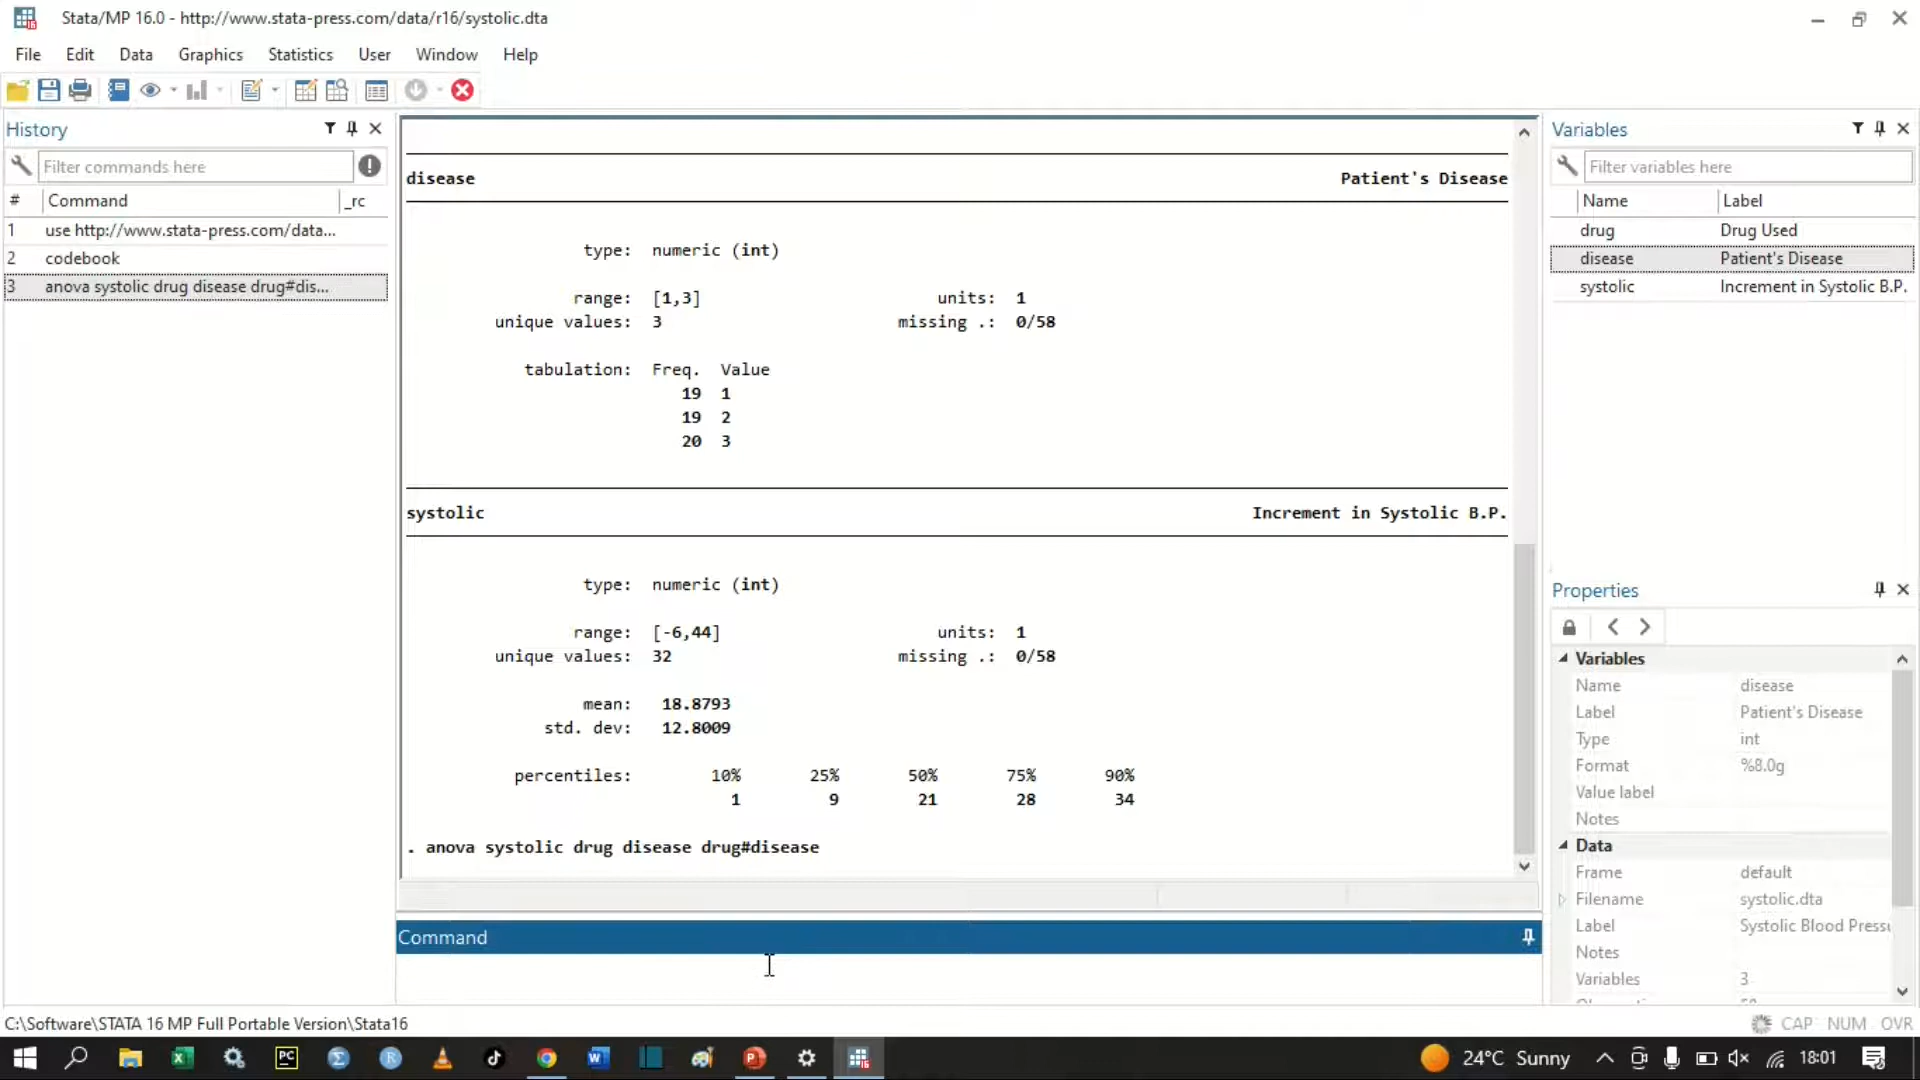 Stata/MP 16.0 - http://www.stata-press.com/data/r16/systolic.dta
File Edit Data Graphics Statistics User Window Help
History
Filter commands here
# Command _rc
1 use http://www.stata-press.com/data...
2 codebook
3 anova systolic drug disease drug#dis...
disease Patient's Disease
type: numeric (int)
range: [1,3] units: 1
unique values: 3 missing .: 0/58
tabulation: Freq. Value
19 1
19 2
20 3
systolic Increment in Systolic B.P.
type: numeric (int)
range: [-6,44] units: 1
unique values: 32 missing .: 0/58
mean: 18.8793
std. dev: 12.8009
percentiles: 10% 25% 50% 75% 90%
1 9 21 28 34
. anova systolic drug disease drug#disease
Command
Variables
Filter variables here
Name Label
drug Drug Used
disease Patient's Disease
systolic Increment in Systolic B.P.
Properties
Variables
Name disease
Label Patient's Disease
Type int
Format %8.0g
Value label
Notes
Data
Frame default
Filename systolic.dta
Label Systolic Blood
Notes
Variables 3
C:\Software\STATA 16 MP Full Portable Version\Stata16
CAP NUM OVR
24°C Sunny
18:01